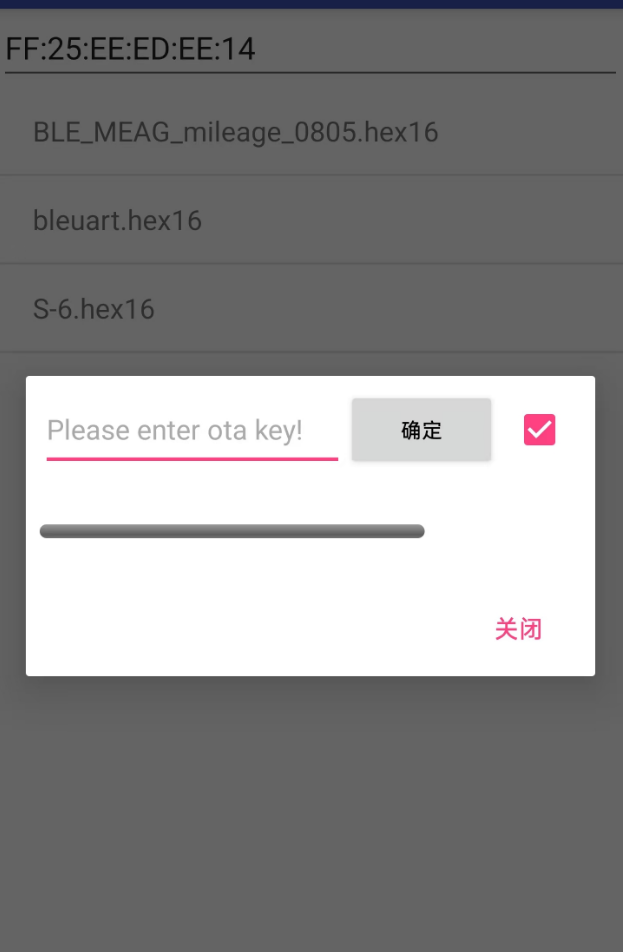 FF:25:EE:ED:EE:14
BLE_MEAG_mileage_0805.hex16
bleuart.hex16
S-6.hex16
Please enter ota key! 确定
关闭